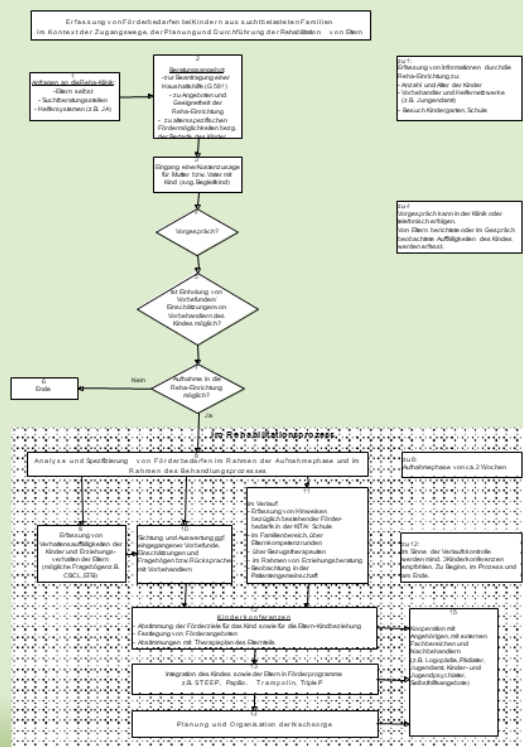 Erfassung von Förderbedarfen bei Kindern aus suchtbelasteten Familien
im Kontext der Zugangswege, der Planung und Durchführung der Rehabilitation von Eltern
Anfragen an die Reha-Klinik:
-Eltern selbst
- Suchtberatungsstellen
- Helfersystemen (z.B. JA)
2
Beratungsangebot
-zur Beantragung einer
Haushaltshilfe (G 581)
- zu Angeboten und
Geeignetheit der
Reha-Einrichtung
- zu altersspezifischen
Fördermöglichkeiten bezg.
der Bedarfe des Kindes
Eingang einer Kostenzusage
für Mutter bzw. Vater mit
Kind (sog. Begleitkind)
Vorgespräch?
Ist Einholung von
Vorbefunden/
Einschätzungen von
Vorbehandlern des
Kindes möglich?
Aufnahme in die
Reha-Einrichtung
möglich?
Nein
6
Ende
Ja
zu 1:
Erfassung von Informationen durch die
Reha-Einrichtung zu:
- Anzahl und Alter der Kinder
- Vorbehandler und Helfernetzwerke
(z.B. Jungendamt)
- Besuch Kindergarten, Schule
zu 4
Vorgespräch kann in der Klinik oder
telefonisch erfolgen.
Von Eltern berichtete oder im Gespräch
beobachtete Auffälligkeiten des Kindes
werden erfasst.
im Rehabilitationsprozess
Analyse und Spezifizierung von Förderbedarfen im Rahmen der Aufnahmephase und im
Rahmen des Behandlungsprozesses
zu 8:
Aufnahmephase von ca. 2 Wochen
9
Erfassung von
Verhaltensauffälligkeiten der
Kinder und Erziehungs-
verhalten der Eltern
(mögliche Fragebögen z.B.
CBCL, EFB)
10
Sichtung und Auswertung ggf.
eingegangener Vorbefunde,
Einschätzungen und
Fragebögen bzw. Rücksprache
mit Vorbehandlern
11
im Verlauf
- Erfassung von Hinweisen
bezüglich bestehender Förder-
bedarfe in der KITA/ Schule
- im Familienbereich, über
Elternkompetenzrunden
- über Bezugstherapeuten
- im Rahmen von Erziehungsberatung
- Beobachtung in der
Patientengemeinschaft
zu 12:
im Sinne der Verlaufskontrolle
werden mind. 3 Kinderkonferenzen
empfohlen. Zu Beginn, im Prozess und
am Ende.
12
Kinderkonferenzen
- Abstimmung der Förderziele für das Kind sowie für die Eltern-Kindbeziehung
- Festlegung von Förderangeboten
- Abstimmungen mit Therapieplan des Elternteils
13
Integration des Kindes sowie der Eltern in Förderprogramme
z.B. STEEP, Papilio, Trampolin, Triple P
14
Planung und Organisation der Nachsorge
15
Kooperation mit
Angehörigen, mit externen
Fachbereichen und
Nachbehandlern
(z.B. Logopädie, Pädiater,
Jugendamt, Kinder- und
Jugendpsychiater,
Selbsthilfeangebote)